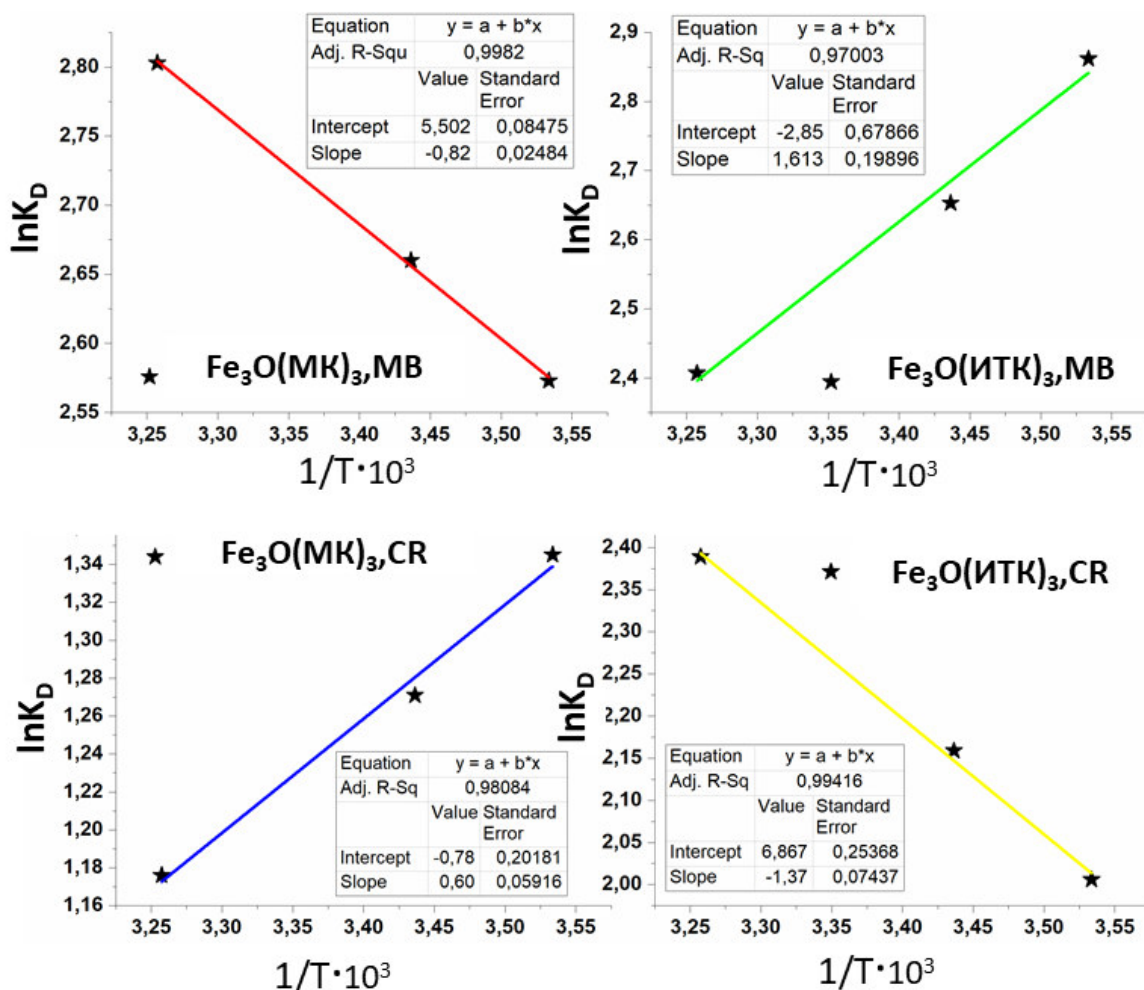 Equation y = a + b*x
Adj. R-Squ 0,9982
Value Standard Error
Intercept 5,502 0,08475
Slope -0,82 0,02484
2,80
2,75
2,70
2,65
2,60
2,55
lnK_D
Fe₃O(МК)₃,MB
3,25 3,30 3,35 3,40 3,45 3,50 3,55
1/T·10³
Equation y = a + b*x
Adj. R-Sq 0,97003
Value Standard Error
Intercept -2,85 0,67866
Slope 1,613 0,19896
2,9
2,8
2,7
2,6
2,5
2,4
lnK_D
Fe₃O(ИТК)₃,MB
3,25 3,30 3,35 3,40 3,45 3,50 3,55
1/T·10³
Fe₃O(МК)₃,CR
1,34
1,32
1,30
1,28
1,26
1,24
1,22
1,20
1,18
1,16
lnK_D
Equation y = a + b*x
Adj. R-Sq 0,98084
Value Standard Error
Intercept -0,78 0,20181
Slope 0,60 0,05916
3,25 3,30 3,35 3,40 3,45 3,50 3,55
1/T·10³
Fe₃O(ИТК)₃,CR
2,40
2,35
2,30
2,25
2,20
2,15
2,10
2,05
2,00
lnK_D
Equation y = a + b*x
Adj. R-Sq 0,99416
Value Standard Error
Intercept 6,867 0,25368
Slope -1,37 0,07437
3,25 3,30 3,35 3,40 3,45 3,50 3,55
1/T·10³